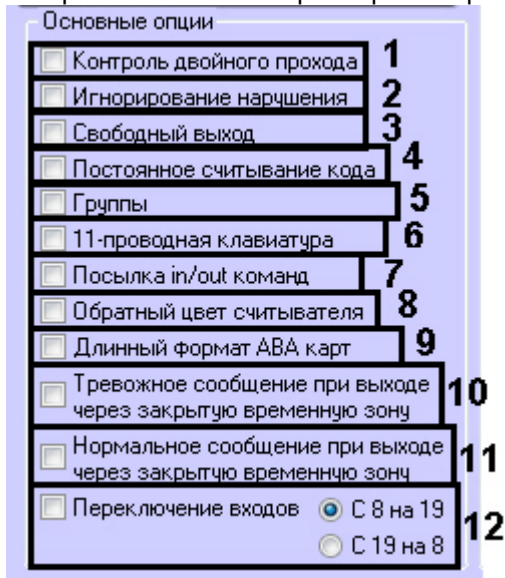 Основные опции
Контроль двойного прохода 1
Игнорирование нарушения 2
Свободный выход 3
Постоянное считывание кода 4
Группы 5
11-проводная клавиатура 6
Посылка in/out команд 7
Обратный цвет считывателя 8
Длинный формат АВА карт 9
Тревожное сообщение при выходе
через закрытую временную зону 10
Нормальное сообщение при выходе
через закрытую временную зону 11
Переключение входов С 8 на 19
С 19 на 8 12